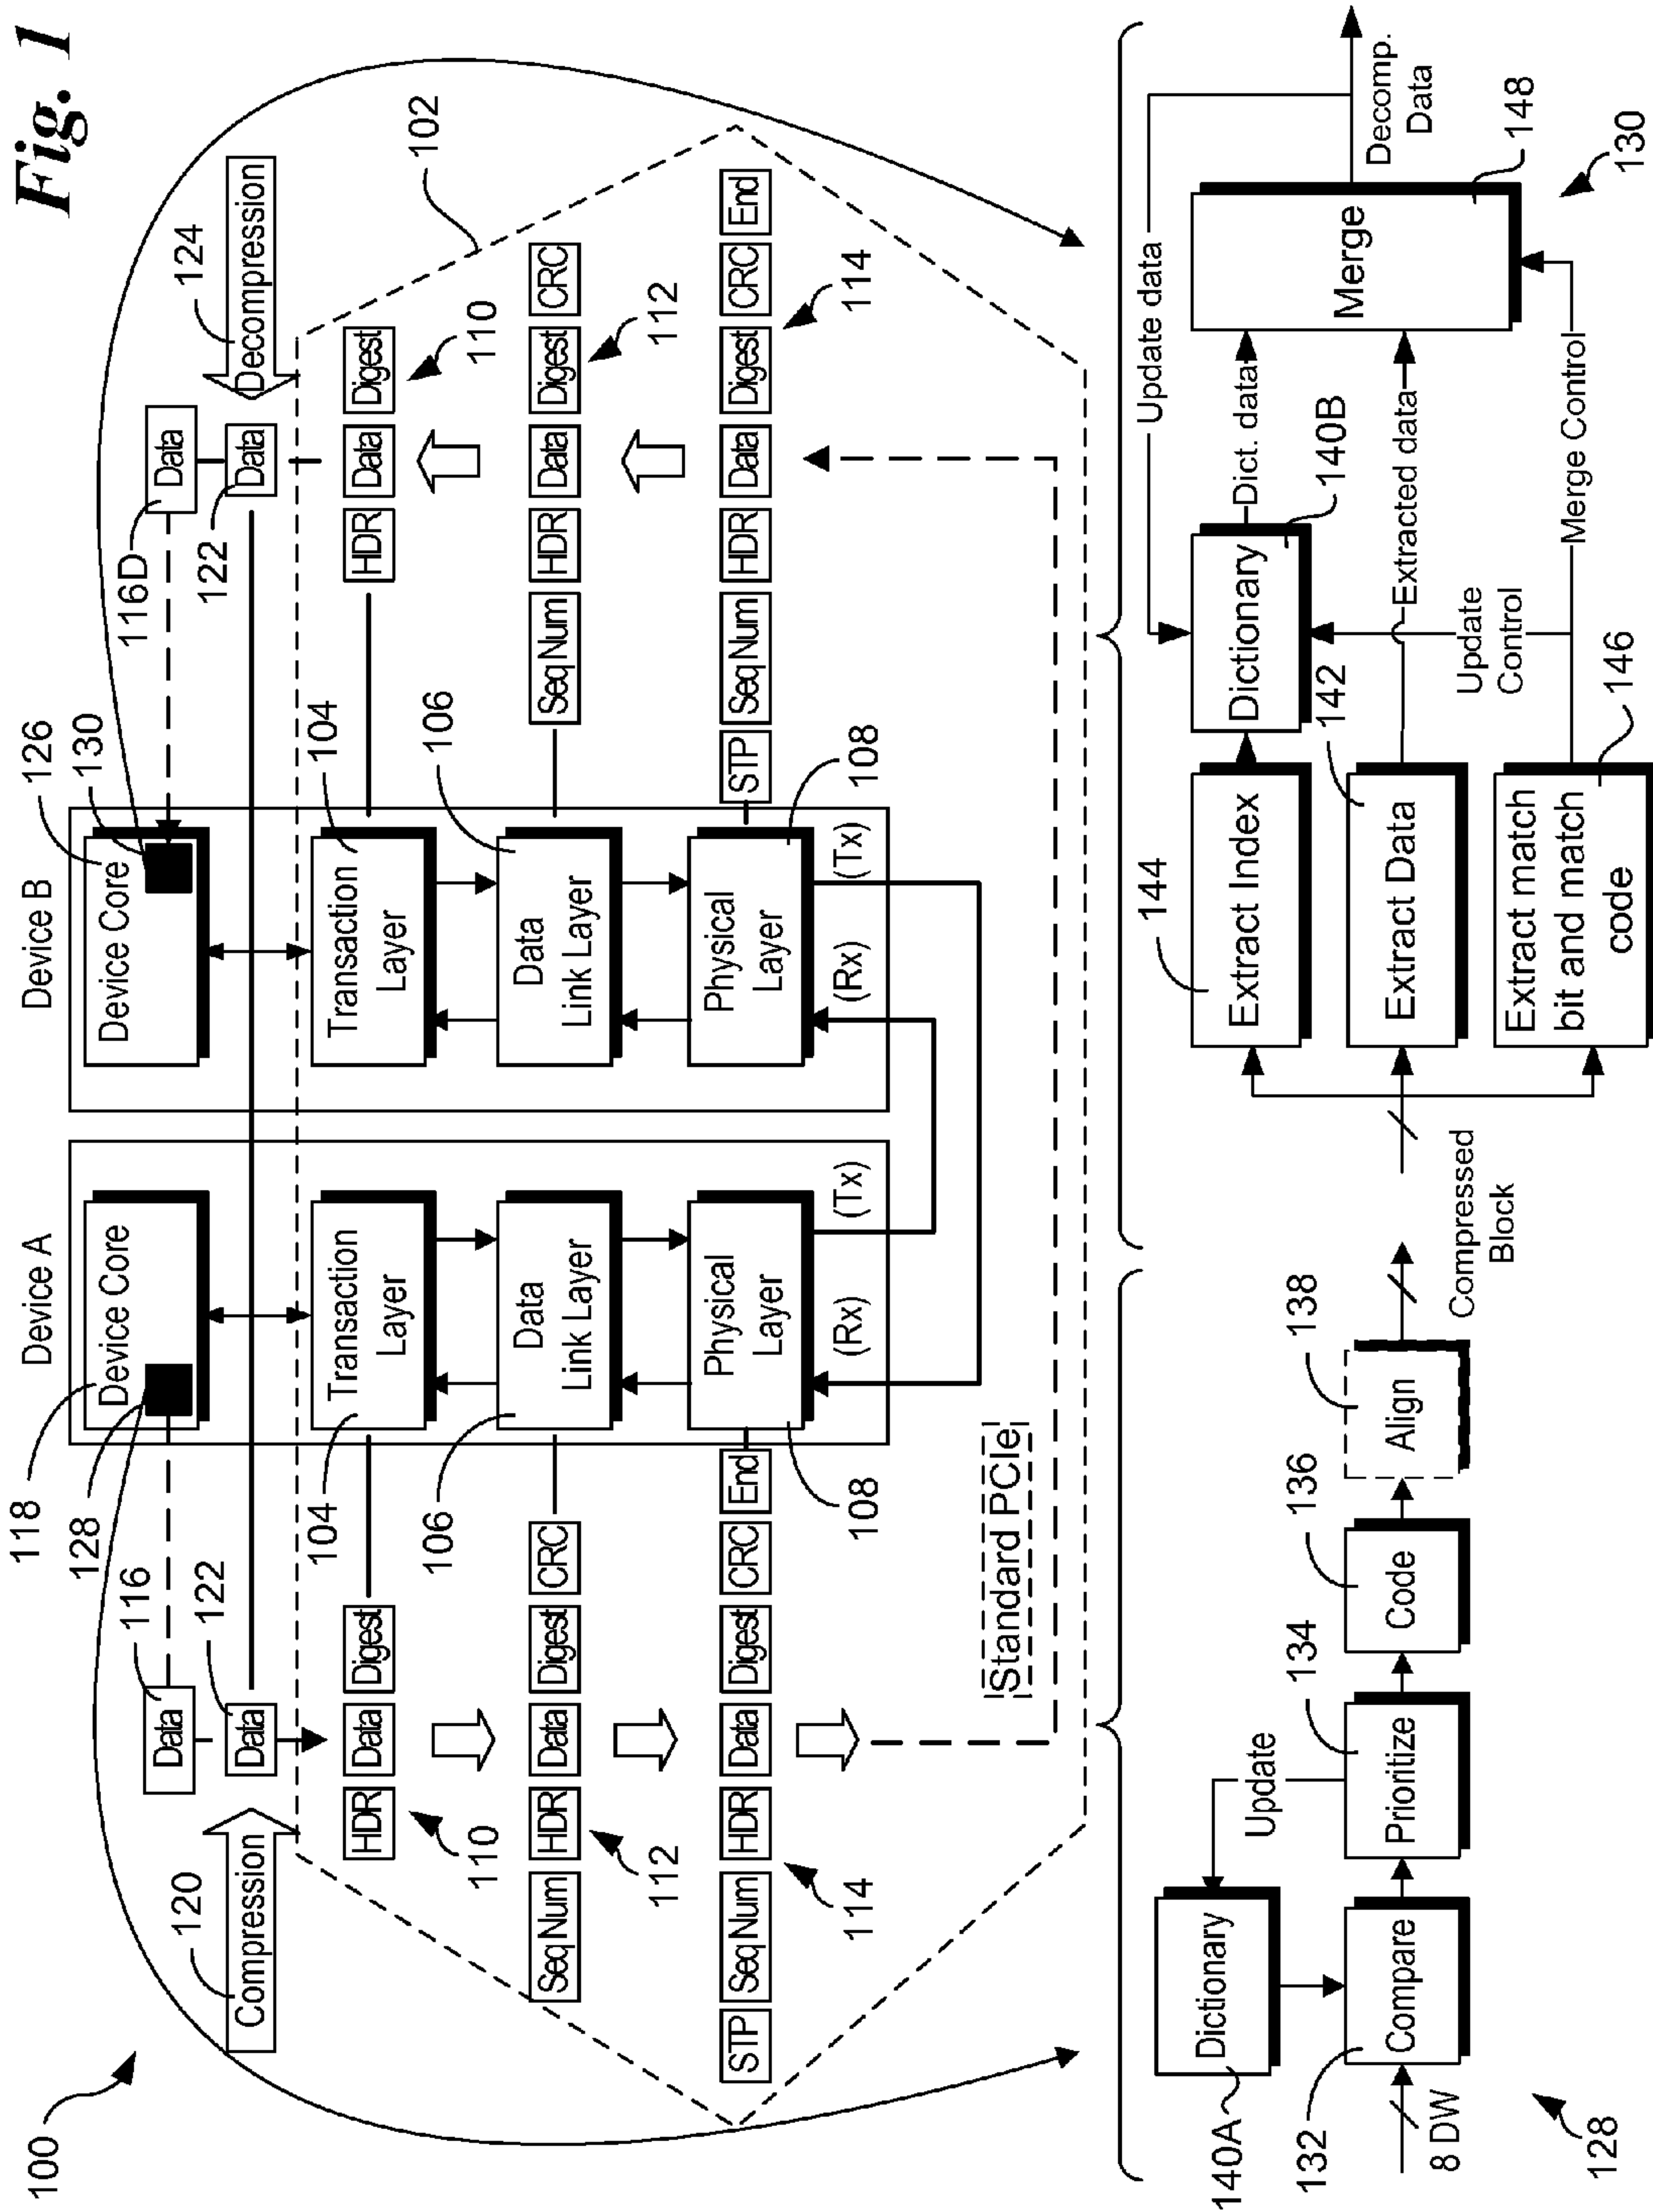 Fig. 1
100
Device A
Device B
118
128
126
130
116
116D
120
122
122
124
102
Device Core
Device Core
Data
Data
Compression
Data
Data
Decompression
HDR
Data
Digest
104
Transaction
Layer
104
Transaction
Layer
HDR
Data
Digest
110
110
SeqNum
HDR
Data
Digest
CRC
106
Data
Link Layer
106
Data
Link Layer
SeqNum
HDR
Data
Digest
CRC
112
112
STP
SeqNum
HDR
Data
Digest
CRC
End
108
Physical
Layer
108
Physical
Layer
STP
SeqNum
HDR
Data
Digest
CRC
End
114
114
(Rx)
(Tx)
(Rx)
(Tx)
Standard PCIe
140A
Dictionary
Update
132
8 DW
Compare
134
Prioritize
136
Code
138
Align
Compressed
Block
128
144
Extract Index
142
Extract Data
146
Extract match
bit and match
code
Dictionary
140B
Update data
Dict. data
Extracted data
Update
Control
Merge Control
Merge
148
Decomp.
Data
130